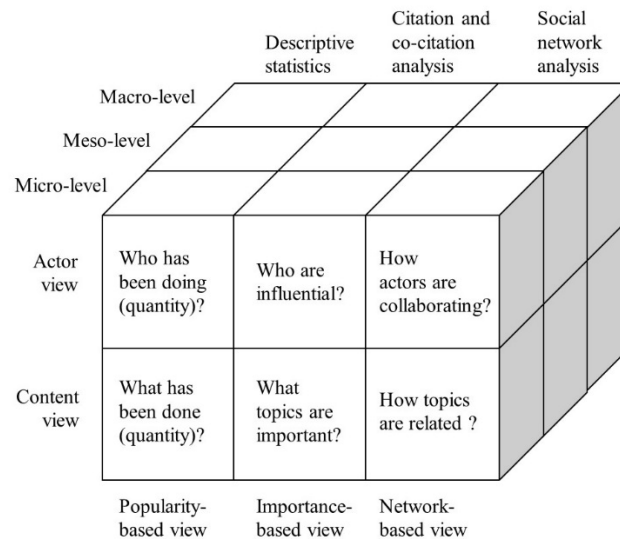 Descriptive
statistics
Citation and
co-citation
analysis
Social
network
analysis
Macro-level
Meso-level
Micro-level
Actor
view
Who has
been doing
(quantity)?
Who are
influential?
How
actors are
collaborating?
Content
view
What has
been done
(quantity)?
What
topics are
important?
How topics
are related ?
Popularity-
based view
Importance-
based view
Network-
based view